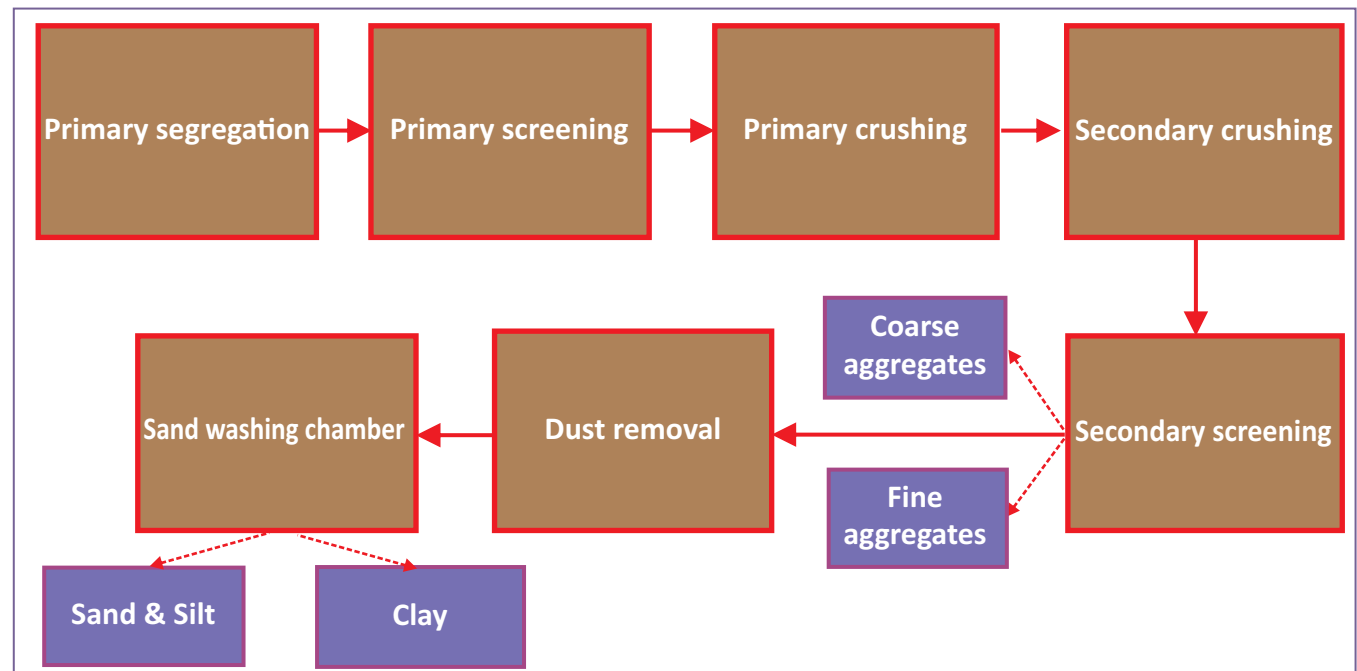 Primary segregation
Primary screening
Primary crushing
Secondary crushing
Secondary screening
Coarse
aggregates
Fine
aggregates
Dust removal
Sand washing chamber
Sand & Silt
Clay